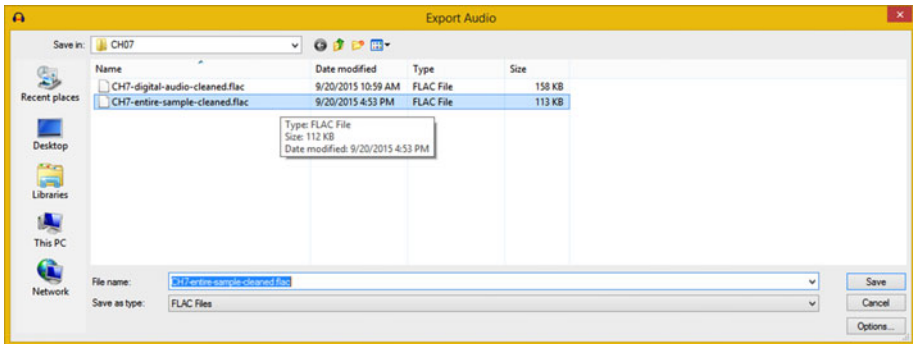 Export Audio
Save in: CH07
Name Date modified Type Size
CH7-digital-audio-cleaned.flac 9/20/2015 10:59 AM FLAC File 158 KB
CH7-entire-sample-cleaned.flac 9/20/2015 4:53 PM FLAC File 113 KB
Type: FLAC File
Size: 112 KB
Date modified: 9/20/2015 4:53 PM
Recent places
Desktop
Libraries
This PC
Network
File name: CH7-entire-sample-cleaned.flac Save
Save as type: FLAC Files Cancel
Options...